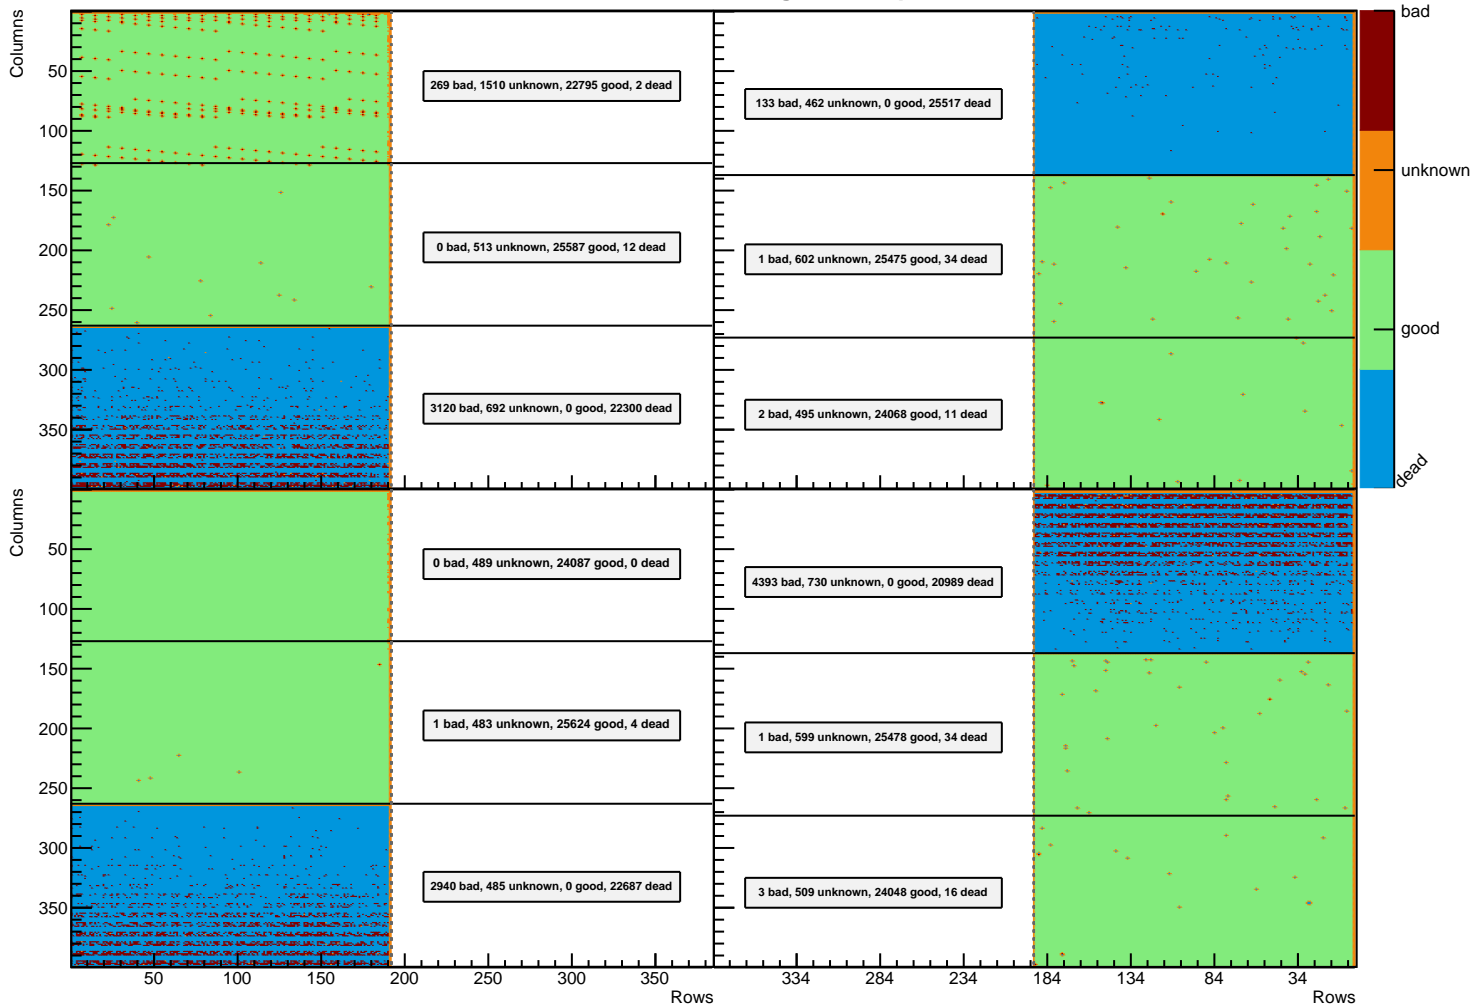 Columns
50
100
150
200
250
300
350
269 bad, 1510 unknown, 22795 good, 2 dead
0 bad, 513 unknown, 25587 good, 12 dead
3120 bad, 692 unknown, 0 good, 22300 dead
133 bad, 462 unknown, 0 good, 25517 dead
1 bad, 602 unknown, 25475 good, 34 dead
2 bad, 495 unknown, 24068 good, 11 dead
bad
unknown
good
dead
Columns
50
100
150
200
250
300
350
0 bad, 489 unknown, 24087 good, 0 dead
1 bad, 483 unknown, 25624 good, 4 dead
2940 bad, 485 unknown, 0 good, 22687 dead
4393 bad, 730 unknown, 0 good, 20989 dead
1 bad, 599 unknown, 25478 good, 34 dead
3 bad, 509 unknown, 24048 good, 16 dead
50 100 150 200 250 300 350
Rows
334 284 234 184 134 84 34
Rows